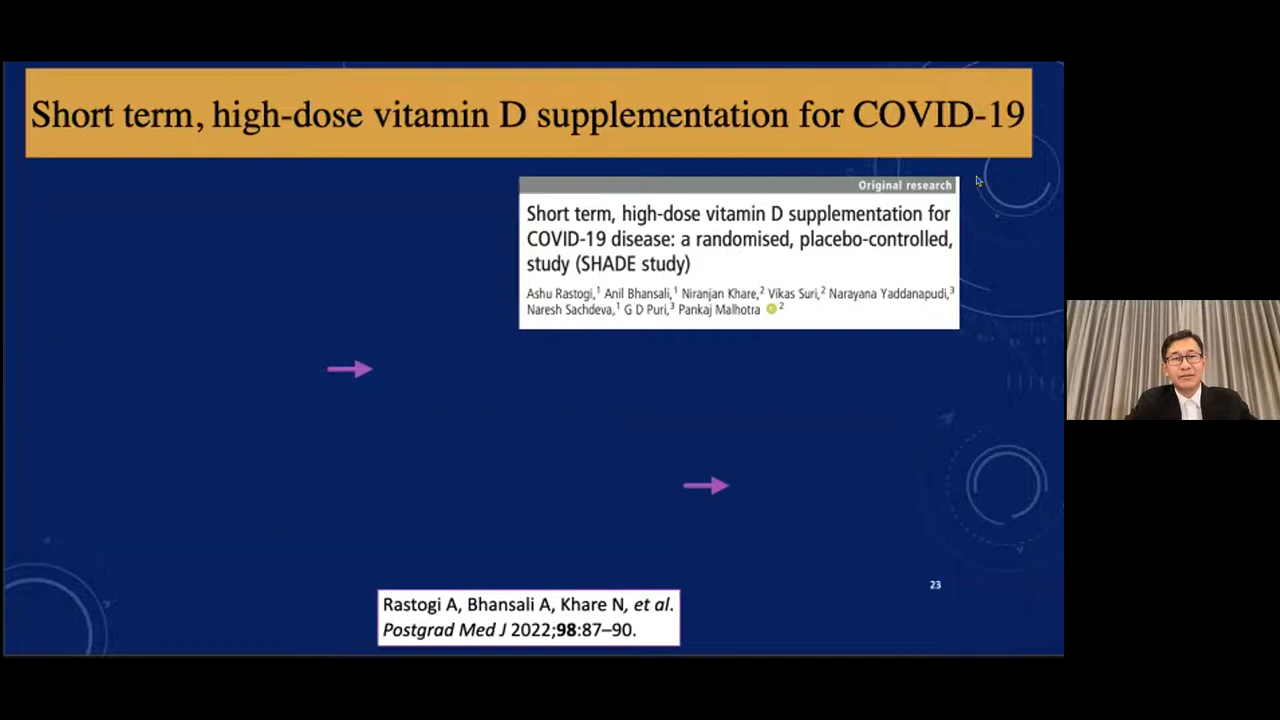 Short term, high-dose vitamin D supplementation for COVID-19
Original research
Short term, high-dose vitamin D supplementation for
COVID-19 disease: a randomised, placebo-controlled,
study (SHADE study)
Ashu Rastogi,¹ Anil Bhansali,¹ Niranjan Khare,² Vikas Suri,² Narayana Yaddanapudi,³
Naresh Sachdeva,¹ G D Puri,³ Pankaj Malhotra ²
23
Rastogi A, Bhansali A, Khare N, et al.
Postgrad Med J 2022;98:87–90.